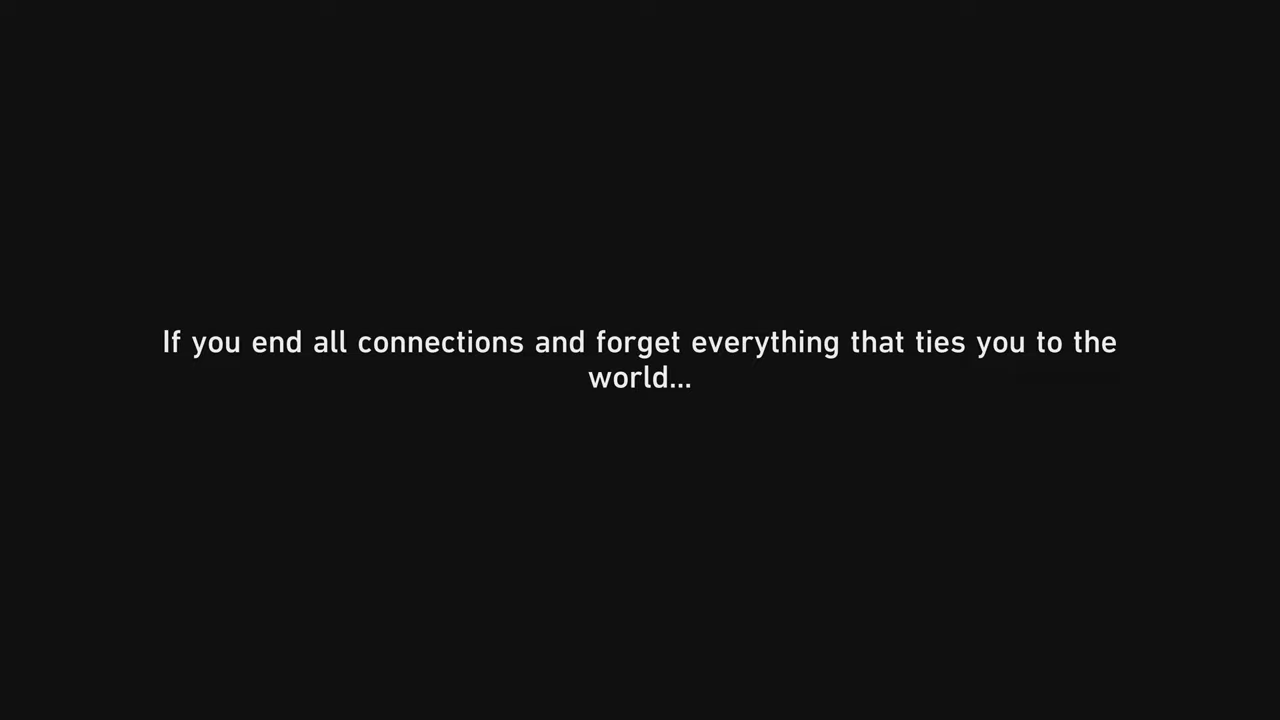 If you end all connections and forget everything that ties you to the
world...